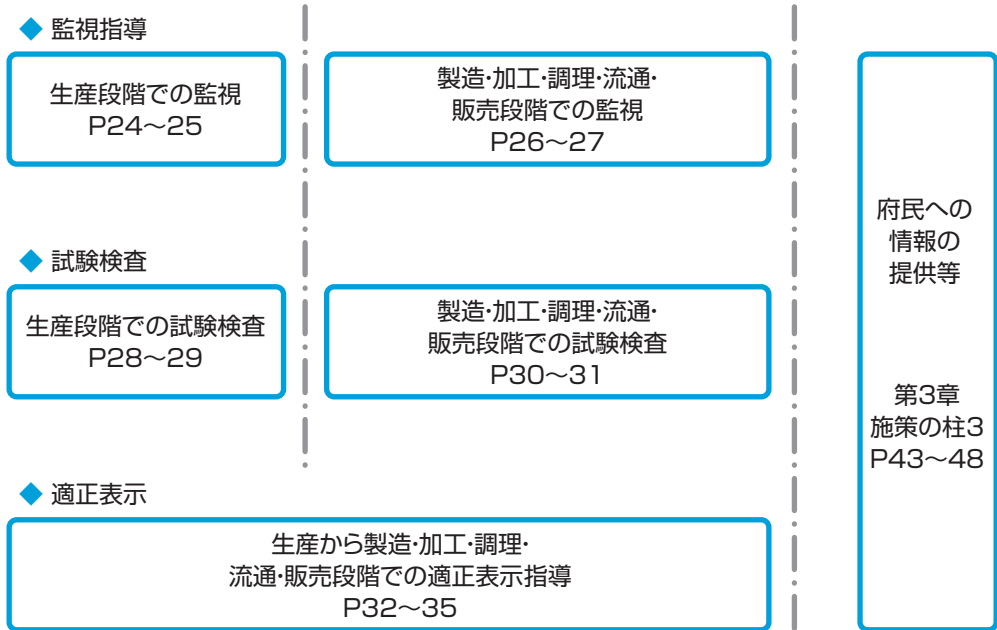 ◆ 監視指導
生産段階での監視
P24～25
製造・加工・調理・流通・
販売段階での監視
P26～27
◆ 試験検査
生産段階での試験検査
P28～29
製造・加工・調理・流通・
販売段階での試験検査
P30～31
◆ 適正表示
生産から製造・加工・調理・
流通・販売段階での適正表示指導
P32～35
府民への
情報の
提供等
第3章
施策の柱3
P43～48